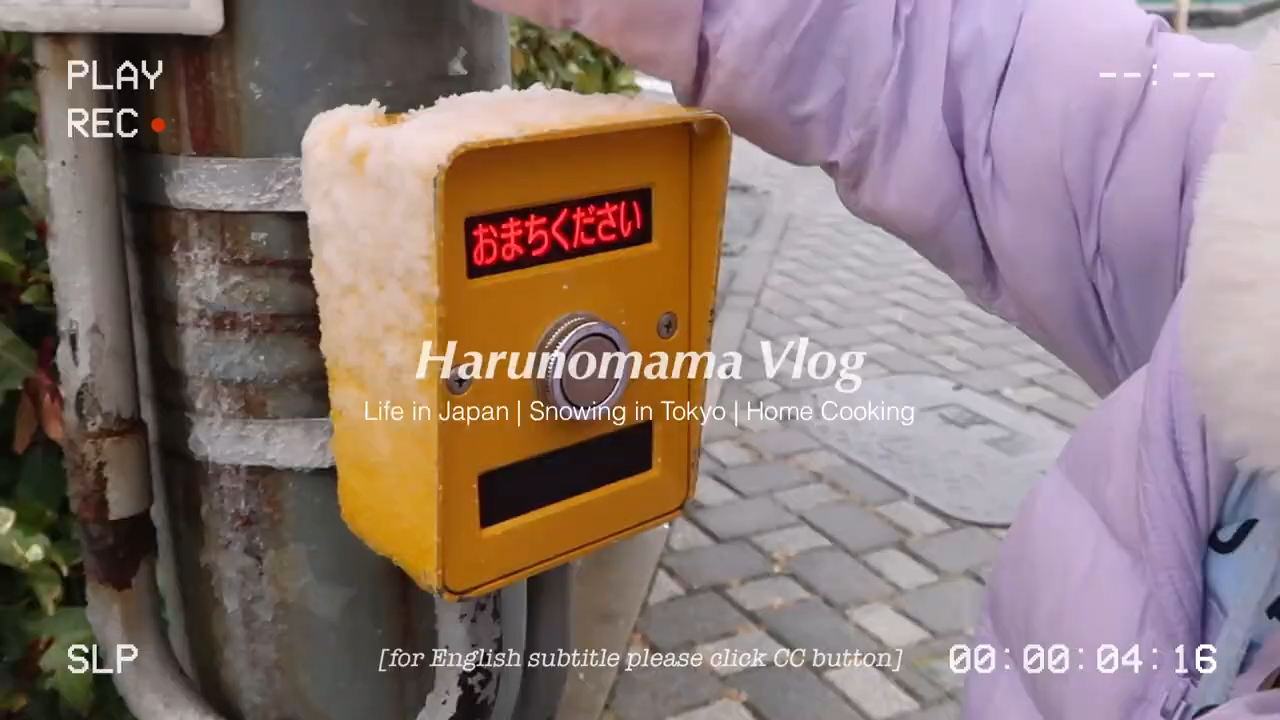 PLAY
--:--
REC
おまちください
Harunomama Vlog
Life in Japan | Snowing in Tokyo | Home Cooking
SLP
[for English subtitle please click CC button]
00:00:04:16